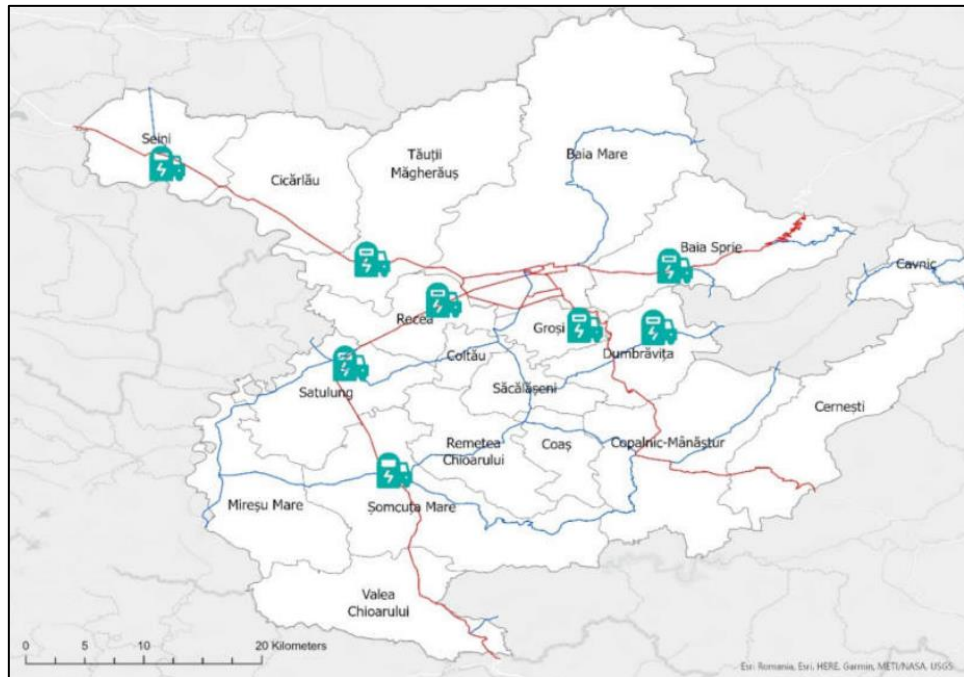 Seini
Cicărlău
Tăuții
Măgherăuș
Baia Mare
Baia Sprie
Cavnic
Recea
Groși
Coltău
Dumbrăvița
Satulung
Săcălășeni
Cernești
Remetea
Chioarului
Coaș
Copalnic-Mănăștur
Mireșu Mare
Șomcuta Mare
Valea
Chioarului
0 5 10 20 Kilometers
Esri Romania, Esri, HERE, Garmin, METI/NASA, USGS